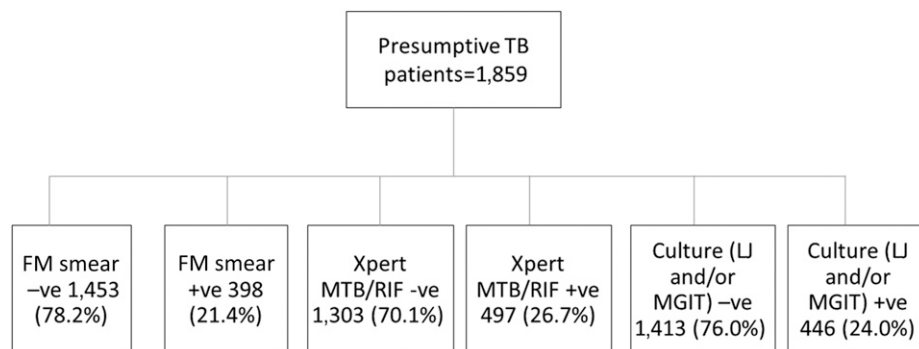 Presumptive TB
patients=1,859
FM smear
–ve 1,453
(78.2%)
FM smear
+ve 398
(21.4%)
Xpert
MTB/RIF -ve
1,303 (70.1%)
Xpert
MTB/RIF +ve
497 (26.7%)
Culture (LJ
and/or
MGIT) –ve
1,413 (76.0%)
Culture (LJ
and/or
MGIT) +ve
446 (24.0%)